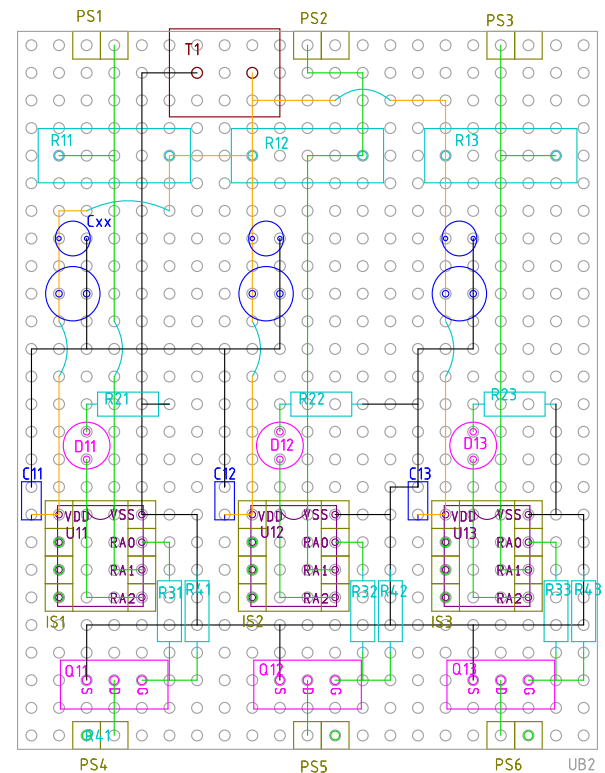 PS1 PS2 PS3
T1
R11 R12 R13
Cxx
R21 R22 R23
D11 D12 D13
C11 C12 C13
VDD VSS VDD VSS VDD VSS
U11 U12 U13
RA0 RA0 RA0
RA1 RA1 RA1
R31 R41 R32 R42 R33 R43
RA2 RA2 RA2
IS1 IS2 IS3
Q11 Q12 Q13
S D G S D G S D G
R41
PS4 PS5 PS6 UB2